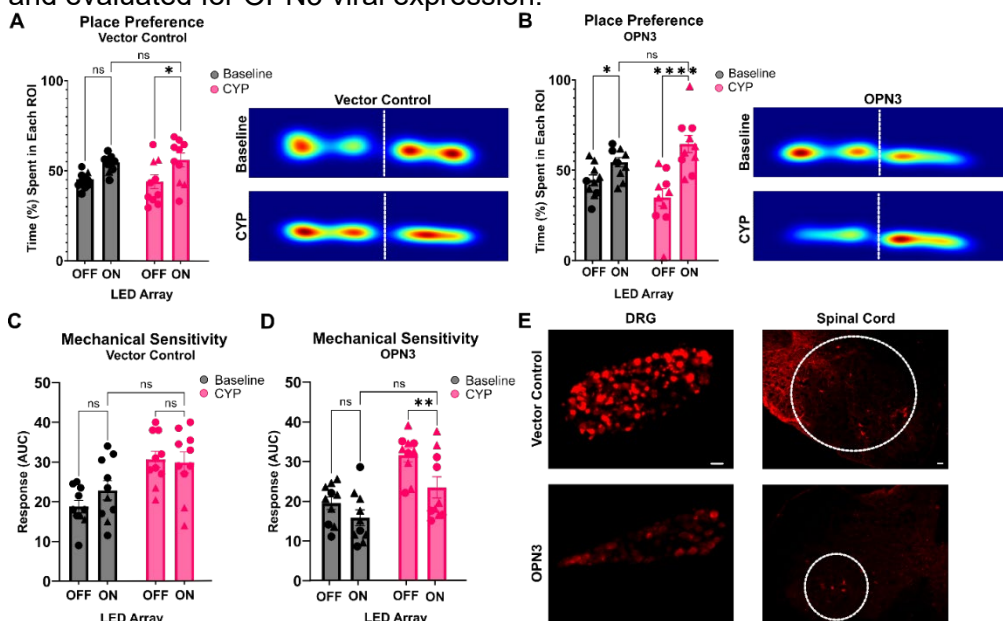 and evaluated for OPN3 viral expression.
A Place Preference
Vector Control
ns
ns
*
Baseline
CYP
Time (%) Spent in Each ROI
100
50
0
OFF ON OFF ON
LED Array
Vector Control
Baseline
CYP
B Place Preference
OPN3
ns
*
****
Baseline
CYP
Time (%) Spent in Each ROI
100
50
0
OFF ON OFF ON
LED Array
OPN3
Baseline
CYP
C Mechanical Sensitivity
Vector Control
Baseline
CYP
ns
ns
ns
Response (AUC)
50
40
30
20
10
0
OFF ON OFF ON
LED Array
D Mechanical Sensitivity
OPN3
Baseline
CYP
ns
ns
**
Response (AUC)
50
40
30
20
10
0
OFF ON OFF ON
LED Array
E DRG Spinal Cord
Vector Control
OPN3